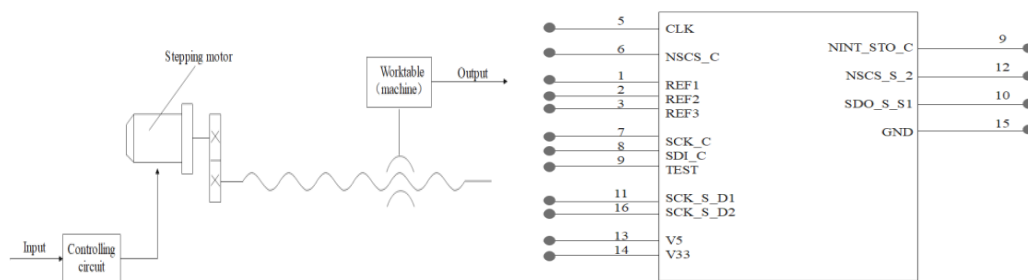 Stepping motor
Worktable
(machine)
Output
Input
Controlling
circuit
5
CLK
6
NSCS_C
1
REF1
2
REF2
3
REF3
7
SCK_C
8
SDI_C
9
TEST
11
SCK_S_D1
16
SCK_S_D2
13
V5
14
V33
9
NINT_STO_C
12
NSCS_S_2
10
SDO_S_S1
15
GND